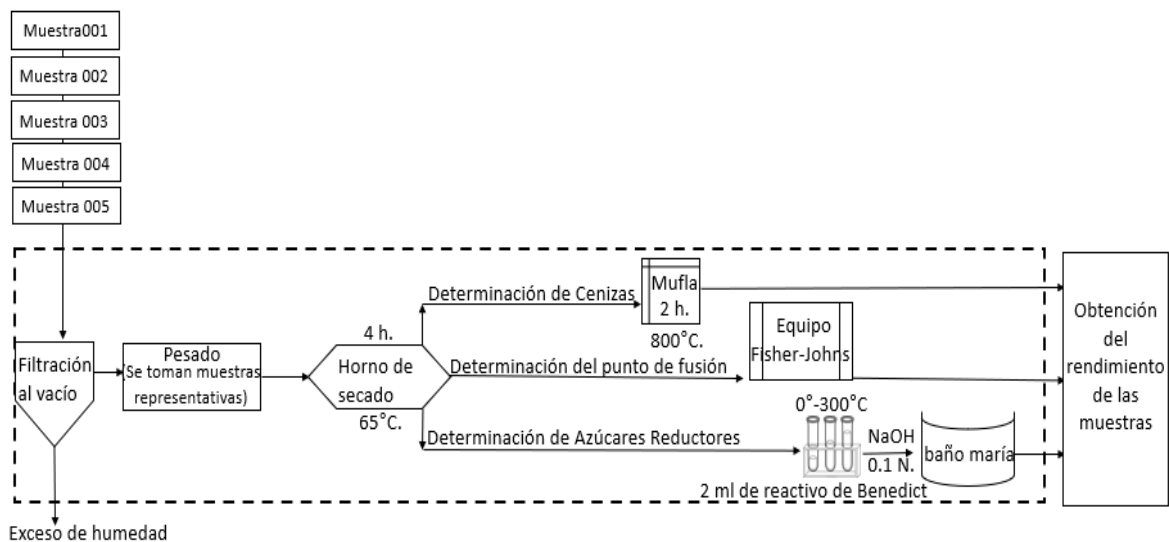 Muestra001
Muestra 002
Muestra 003
Muestra 004
Muestra 005
Filtración
al vacío
Exceso de humedad
Pesado
(Se toman muestras
representativas)
4 h.
Horno de
secado
65°C.
Determinación de Cenizas
Mufla
2 h.
800°C.
Determinación del punto de fusión
Equipo
Fisher-Johns
0°-300°C
Determinación de Azúcares Reductores
2 ml de reactivo de Benedict
NaOH
0.1 N.
baño maría
Obtención
del
rendimiento
de las
muestras